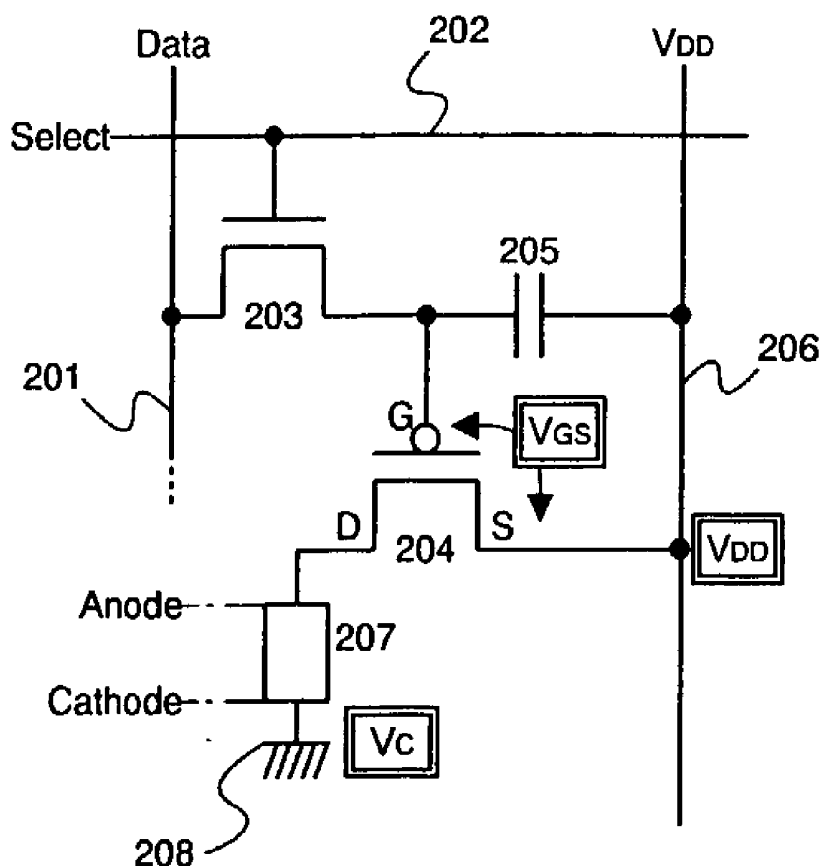 Data
202
VDD
Select
205
203
206
201
G
VGS
D
204
S
VDD
Anode
207
Cathode
VC
208